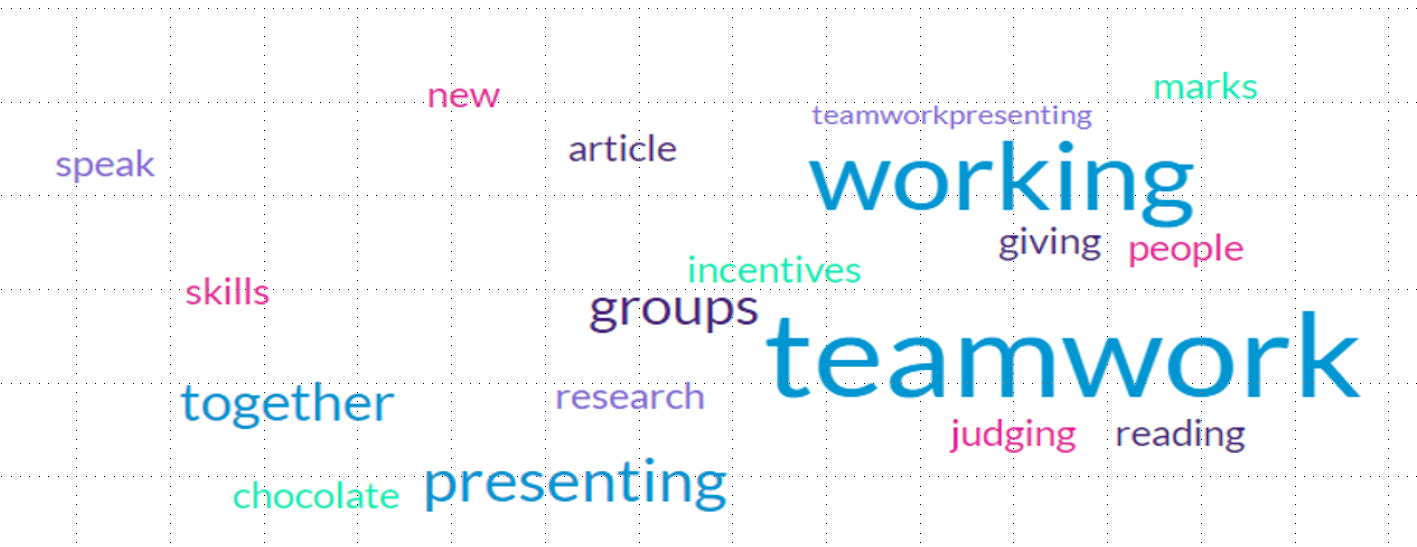 marks
new
teamworkpresenting
article
speak
working
giving people
incentives
skills
groups
teamwork
together
research
judging reading
presenting
chocolate